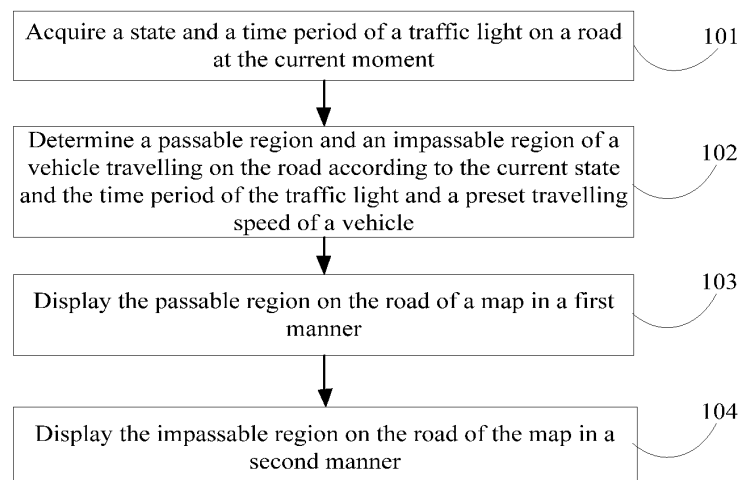 Acquire a state and a time period of a traffic light on a road
at the current moment
101
Determine a passable region and an impassable region of a
vehicle travelling on the road according to the current state
and the time period of the traffic light and a preset travelling
speed of a vehicle
102
Display the passable region on the road of a map in a first
manner
103
Display the impassable region on the road of the map in a
second manner
104